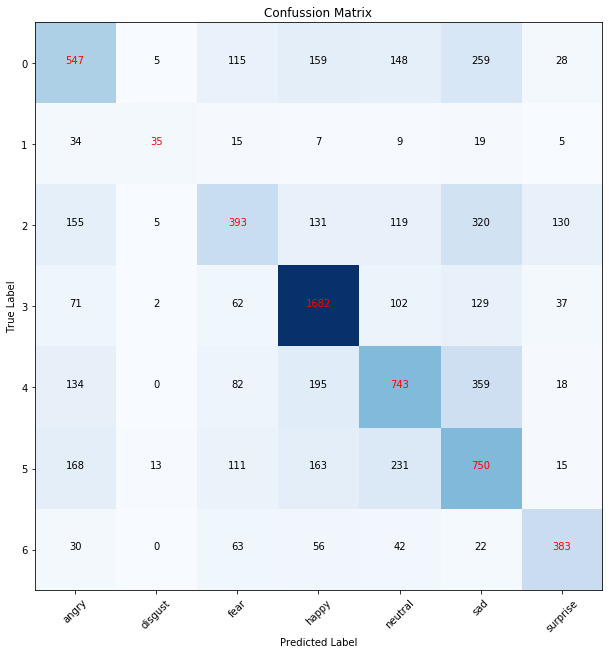 Confussion Matrix
0 547 5 115 159 148 259 28
1 34 35 15 7 9 19 5
2 155 5 393 131 119 320 130
True Label
3 71 2 62 1682 102 129 37
4 134 0 82 195 743 359 18
5 168 13 111 163 231 750 15
6 30 0 63 56 42 22 383
angry disgust fear happy neutral sad surprise
Predicted Label